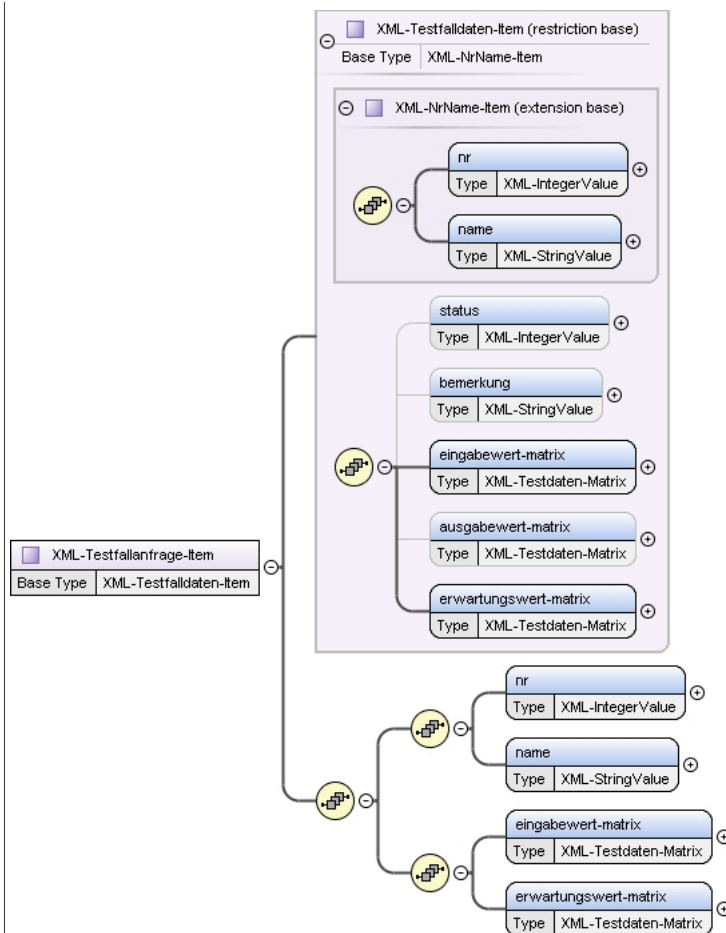 XML-Testfalldaten-Item (restriction base)
Base Type XML-NrName-Item
XML-NrName-Item (extension base)
nr
Type XML-IntegerValue
name
Type XML-StringValue
status
Type XML-IntegerValue
bemerkung
Type XML-StringValue
eingabewert-matrix
Type XML-Testdaten-Matrix
ausgabewert-matrix
Type XML-Testdaten-Matrix
XML-Testfallanfrage-Item
Base Type XML-Testfalldaten-Item
erwartungswert-matrix
Type XML-Testdaten-Matrix
nr
Type XML-IntegerValue
name
Type XML-StringValue
eingabewert-matrix
Type XML-Testdaten-Matrix
erwartungswert-matrix
Type XML-Testdaten-Matrix